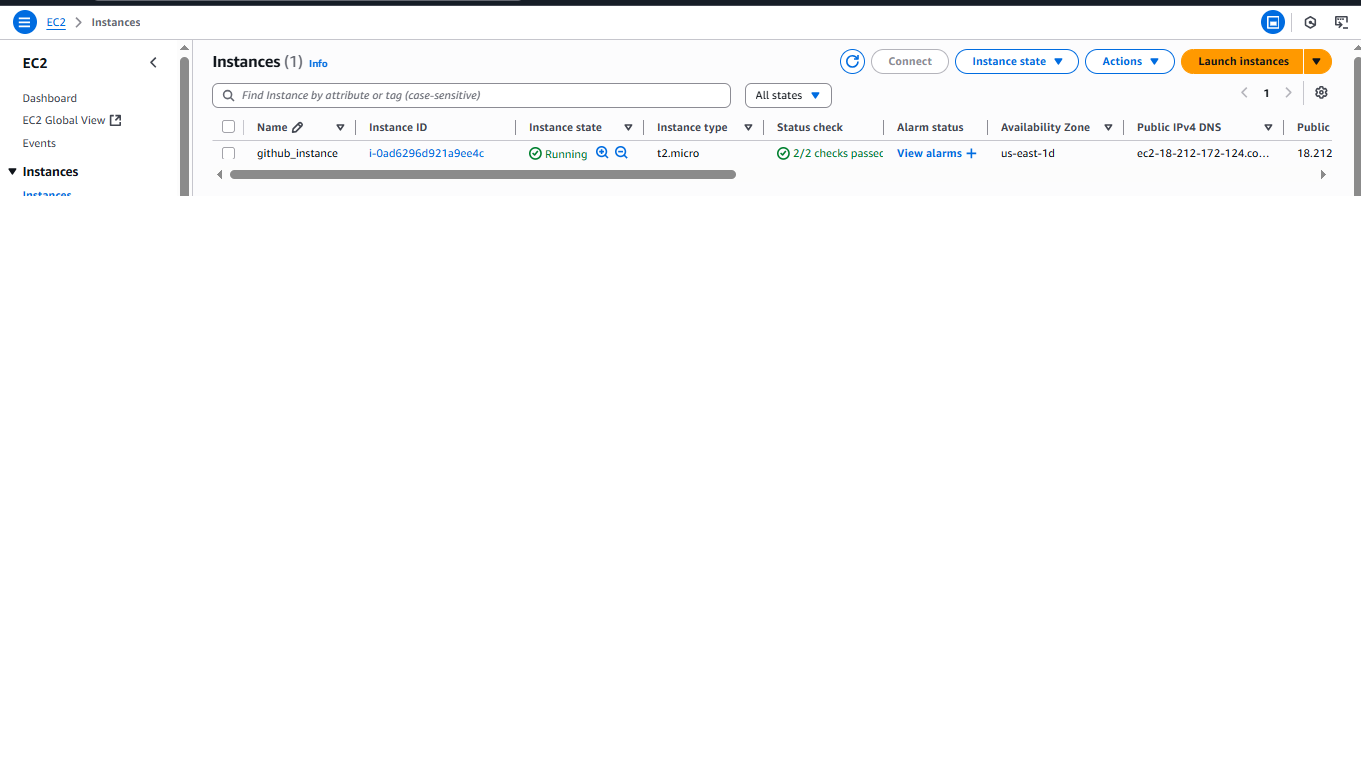 EC2 > Instances
EC2
Dashboard
EC2 Global View
Events
Instances
Instances
Instances (1) Info
Connect
Instance state
Actions
Launch instances
Find Instance by attribute or tag (case-sensitive)
All states
1
Name Instance ID Instance state Instance type Status check Alarm status Availability Zone Public IPv4 DNS Public
github_instance i-0ad6296d921a9ee4c Running t2.micro 2/2 checks passed View alarms + us-east-1d ec2-18-212-172-124.co... 18.212